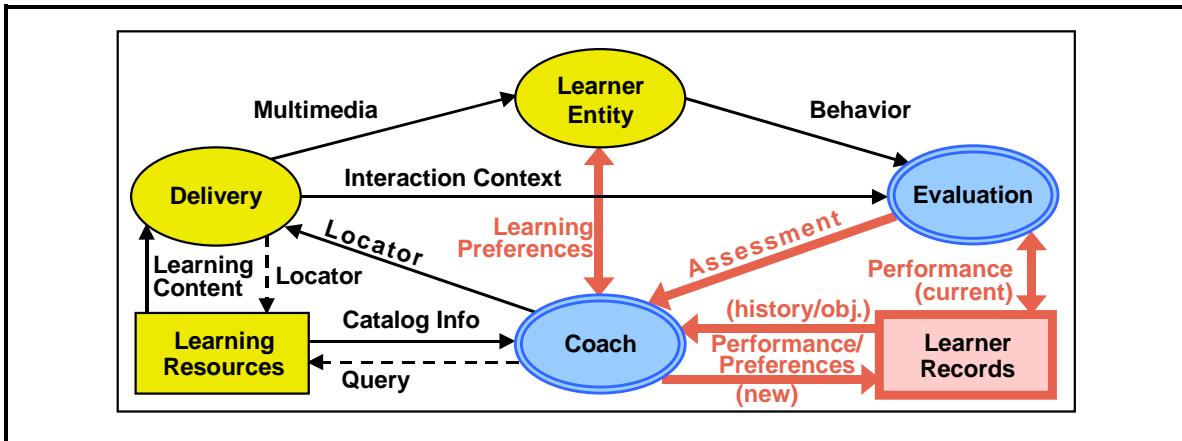 Learner
Entity
Multimedia
Behavior
Delivery
Interaction Context
Evaluation
Learning
Preferences
Locator
Assessment
Learning
Content
Locator
Performance
(current)
Learning
Resources
Catalog Info
Query
Coach
(history/obj.)
Performance/
Preferences
(new)
Learner
Records